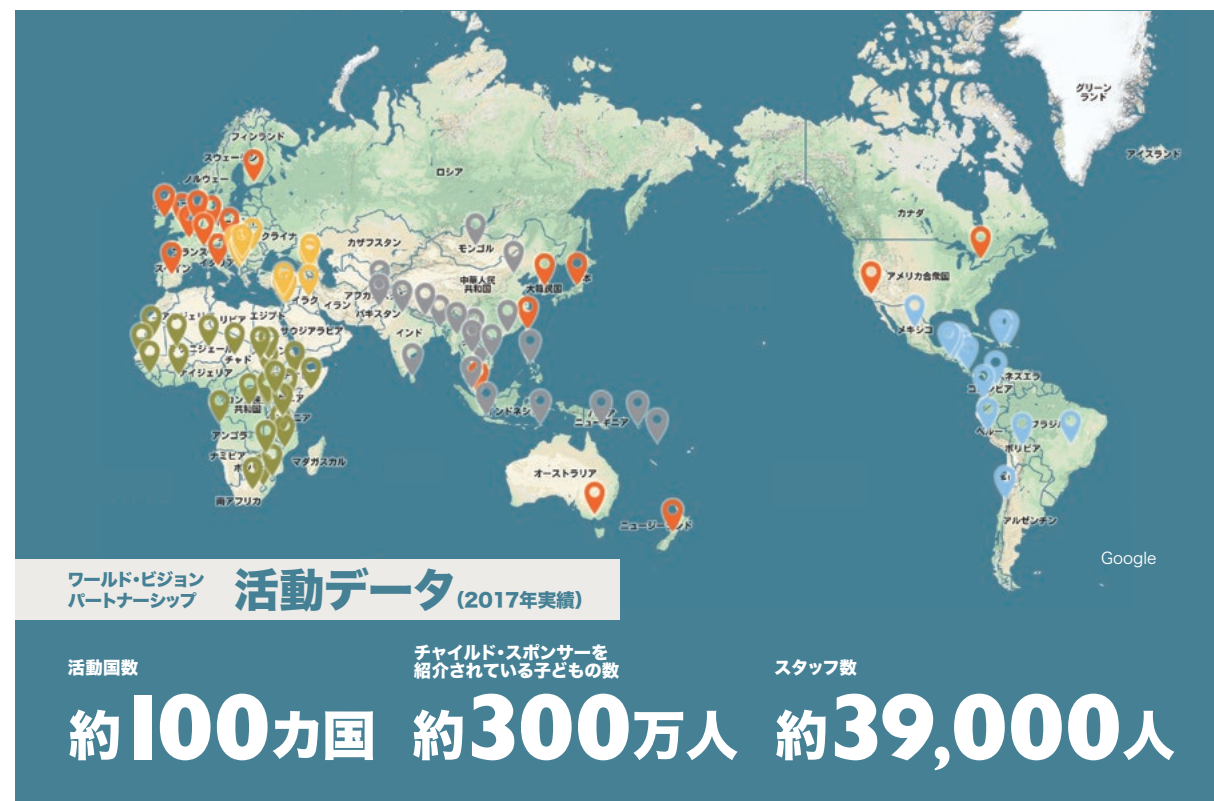 グリーン
ランド
アイスランド
フィンランド
スウェー
ノルウェー
ロシア
カナダ
クライナ
カザフスタン
モンゴル
中華人民
共和国
大韓民国
アメリカ合衆国
イラク
イラン
アフガ
パキスタン
リビア
エジプト
サウジアラビア
インド
メキシコ
チャド
ナイジェリア
共和国
アンゴラ
ナミビア
マダガスカル
南アフリカ
ンドネシ
ニューギニア
オーストラリア
ニュージーランド
ネズエラ
ペルー
ブラジ
ボリビア
アルゼンチン
Google
ワールド・ビジョン
パートナーシップ
活動データ(2017年実績)
活動国数
約100カ国
チャイルド・スポンサーを
紹介されている子どもの数
約300万人
スタッフ数
約39,000人